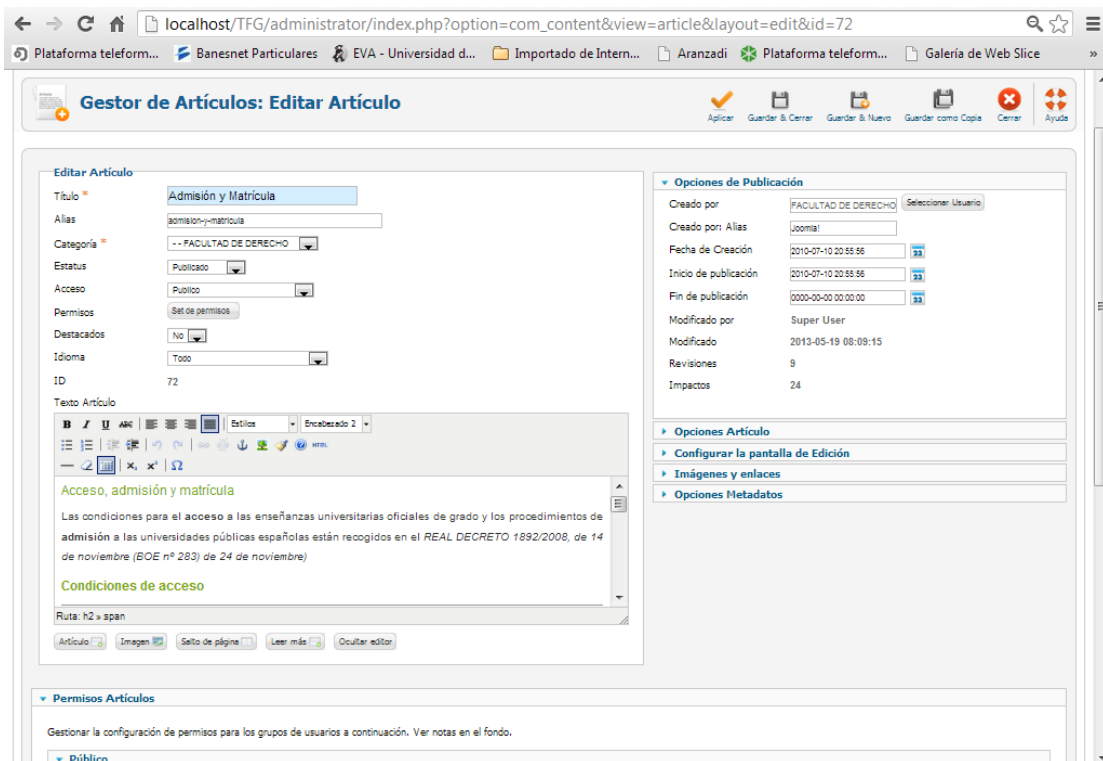 localhost/TFG/administrator/index.php?option=com_content&view=article&layout=edit&id=72
Plataforma teleform... Banesnet Particulares EVA - Universidad d... Importado de Intern... Aranzadi Plataforma teleform... Galería de Web Slice »
Gestor de Artículos: Editar Artículo
Aplicar Guardar & Cerrar Guardar & Nuevo Guardar como Copia Cerrar Ayuda
Editar Artículo
Título * Admisión y Matrícula
Alias admision-y-matricula
Categoría * - - FACULTAD DE DERECHO
Estatus Publicado
Acceso Publico
Permisos Set de permisos
Destacados No
Idioma Todo
ID 72
Texto Artículo
B I U ABC Estilos Encabezado 2
HTML
x₂ x² Ω
Acceso, admisión y matrícula
Las condiciones para el acceso a las enseñanzas universitarias oficiales de grado y los procedimientos de
admisión a las universidades públicas españolas están recogidos en el REAL DECRETO 1892/2008, de 14
de noviembre (BOE nº 283) de 24 de noviembre)
Condiciones de acceso
Ruta: h2 » span
Artículo Imagen Salto de página Leer más Ocultar editor
Opciones de Publicación
Creado por FACULTAD DE DERECHO Seleccionar Usuario
Creado por: Alias Joomla!
Fecha de Creación 2010-07-10 20:55:56 23
Inicio de publicación 2010-07-10 20:55:56 23
Fin de publicación 0000-00-00 00:00:00 23
Modificado por Super User
Modificado 2013-05-19 08:09:15
Revisiones 9
Impactos 24
Opciones Artículo
Configurar la pantalla de Edición
Imágenes y enlaces
Opciones Metadatos
Permisos Artículos
Gestionar la configuración de permisos para los grupos de usuarios a continuación. Ver notas en el fondo.
Público